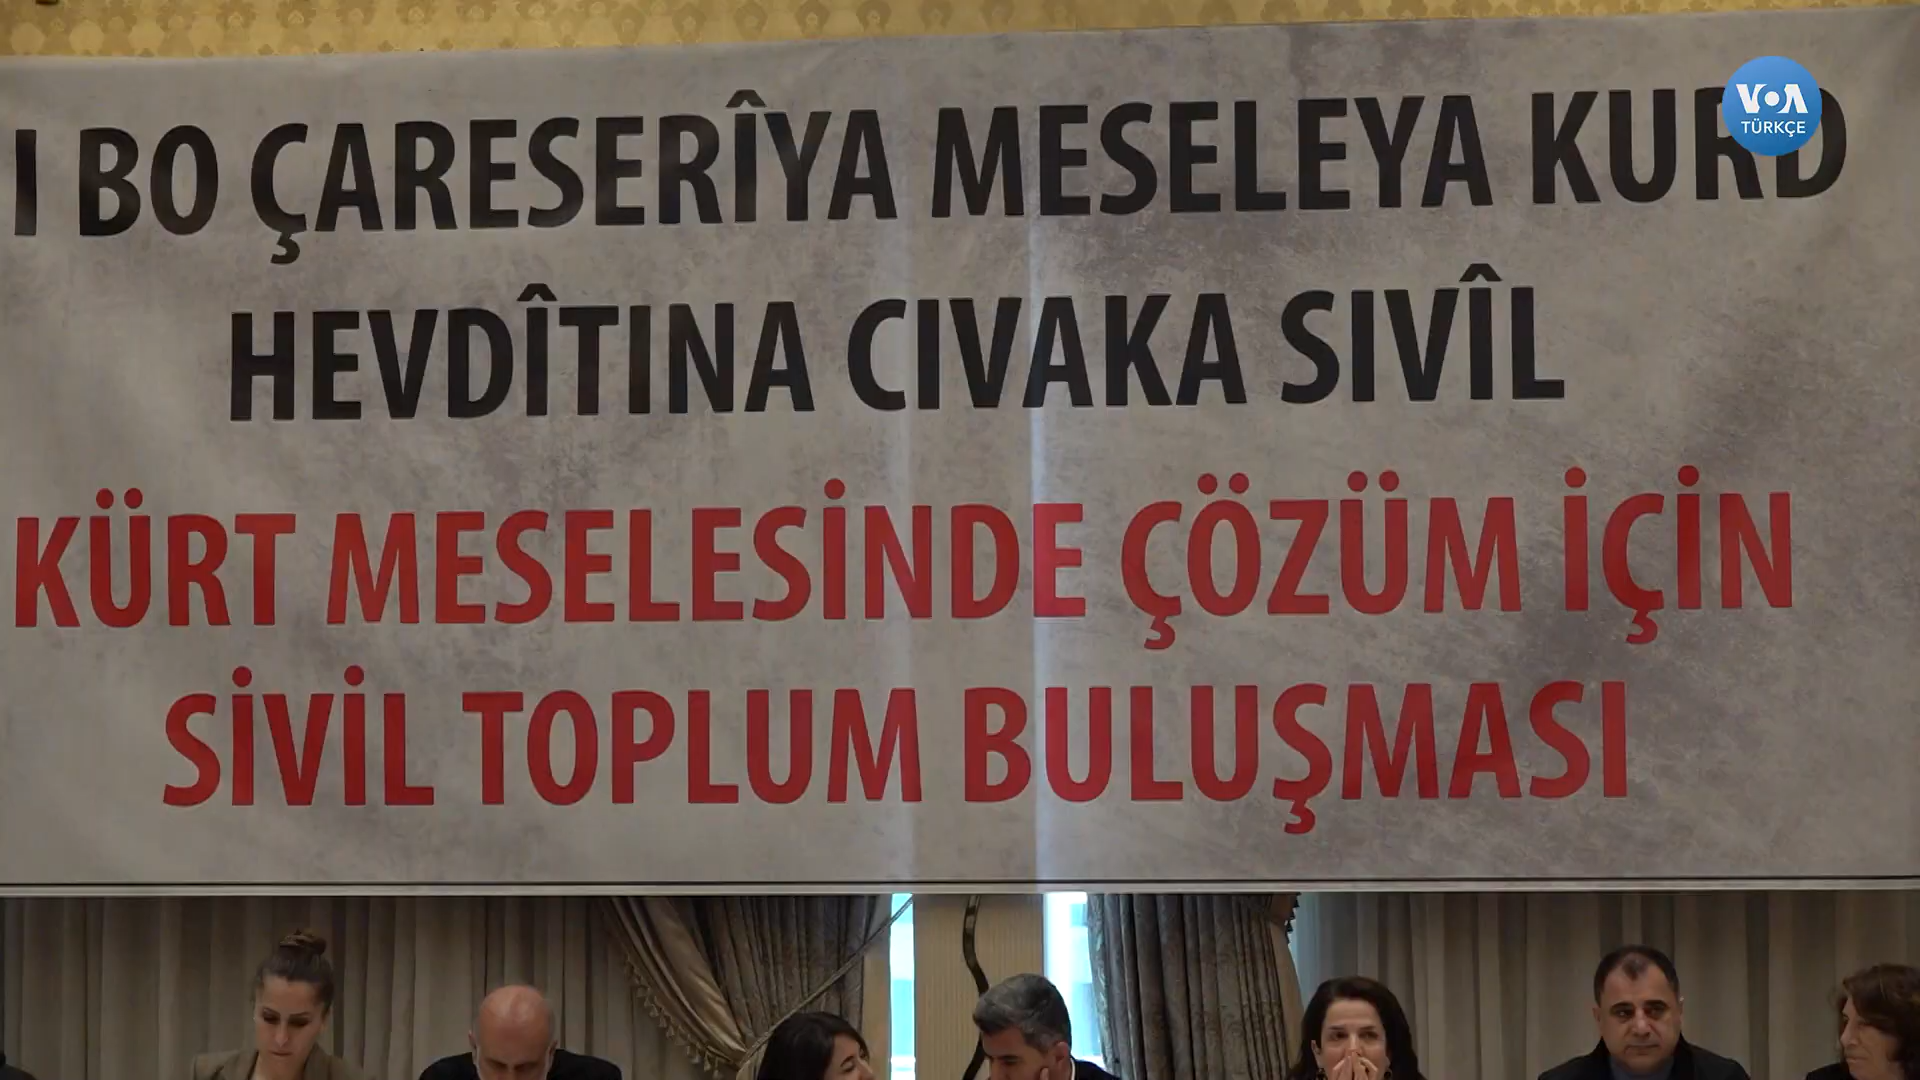 I BO ÇARESERÎYA MESELEYA KURD
HEVDÎTINA CIVAKA SIVÎL
KÜRT MESELESİNDE ÇÖZÜM İÇİN
SİVİL TOPLUM BULUŞMASI
VOA
TÜRKÇE